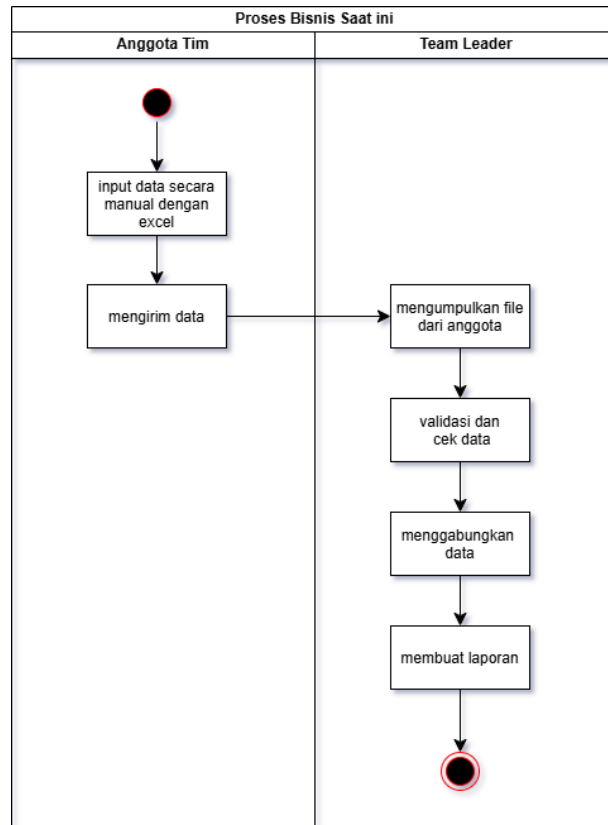 Proses Bisnis Saat ini
Anggota Tim
Team Leader
input data secara
manual dengan
excel
mengirim data
mengumpulkan file
dari anggota
validasi dan
cek data
menggabungkan
data
membuat laporan